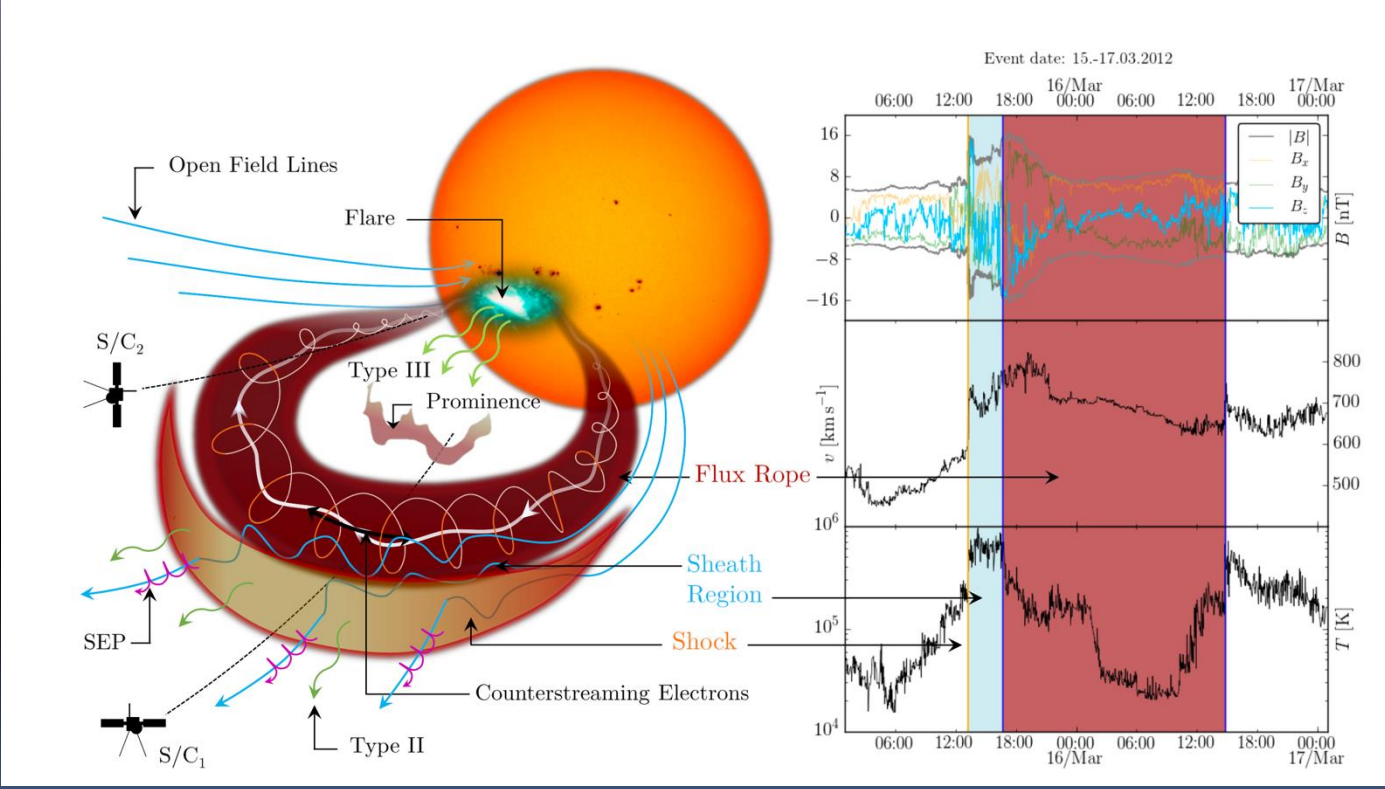 Event date: 15.-17.03.2012
16/Mar 17/Mar
06:00 12:00 18:00 00:00 06:00 12:00 18:00 00:00
Open Field Lines
Flare
S/C₂
Type III
Prominence
Flux Rope
Sheath
Region
Shock
SEP
Counterstreaming Electrons
Type II
S/C₁
16
8
0
−8
−16
|B|
Bₓ
Bᵧ
B_z
B [nT]
800
700
600
500
v [km s⁻¹]
10⁶
10⁵
10⁴
T [K]
06:00 12:00 18:00 00:00 06:00 12:00 18:00 00:00
16/Mar 17/Mar